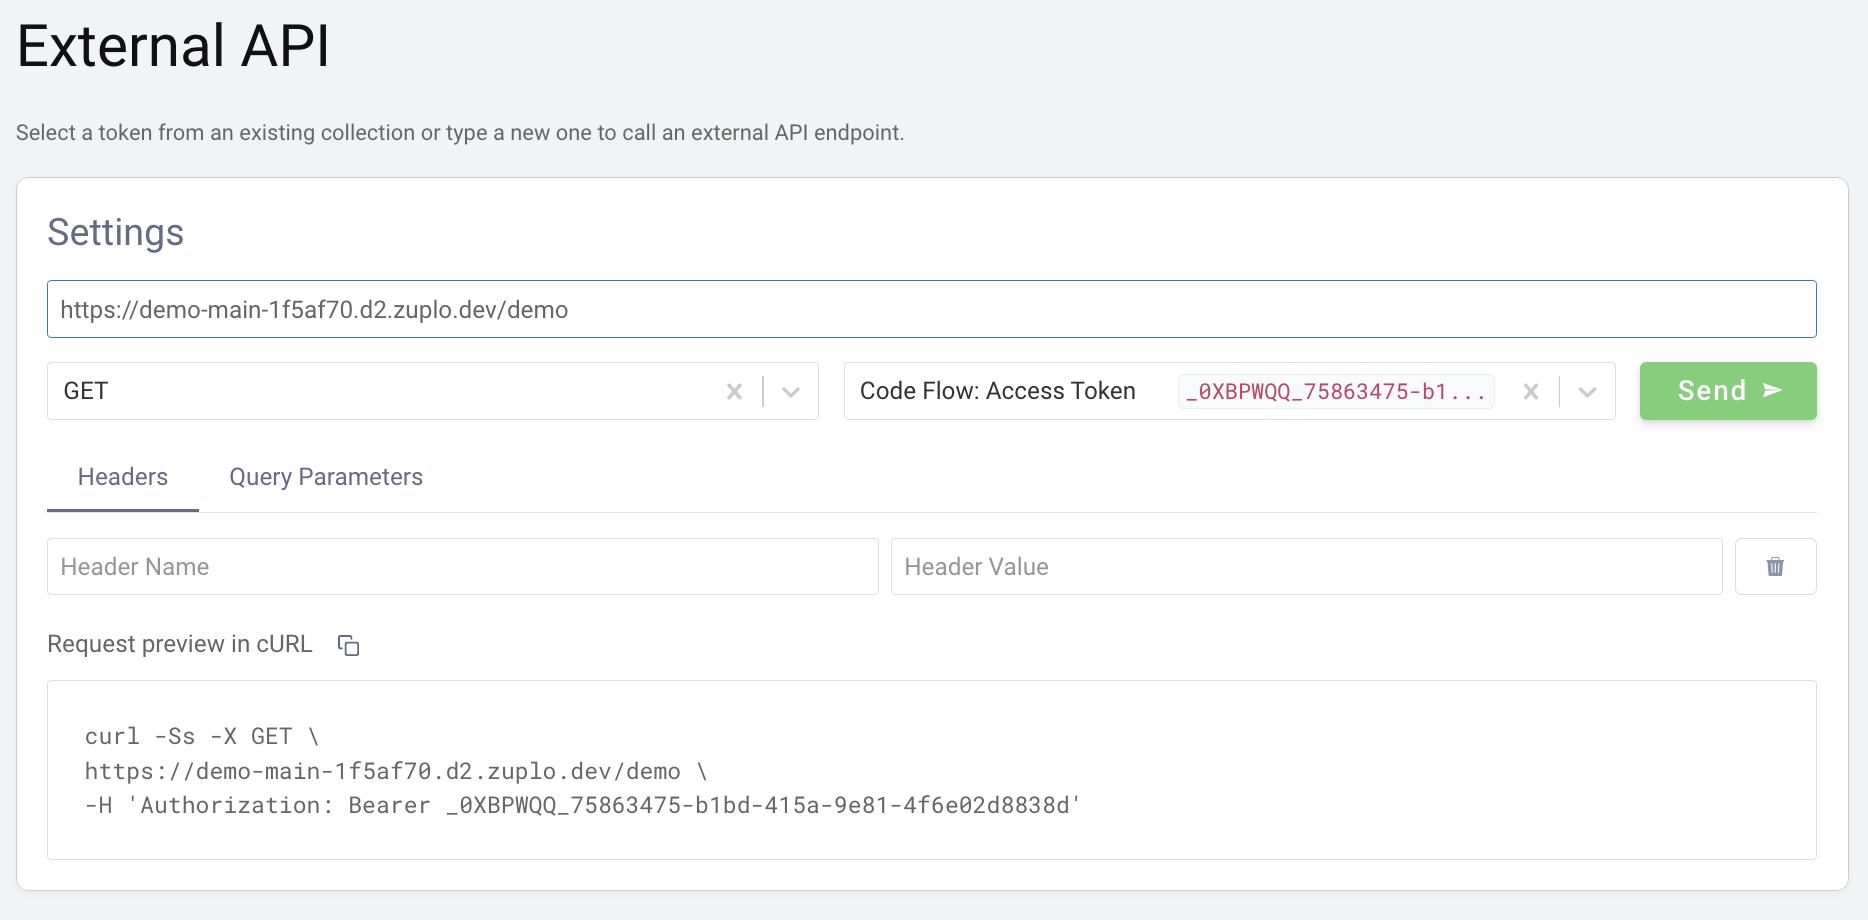 External API
Select a token from an existing collection or type a new one to call an external API endpoint.
Settings
https://demo-main-1f5af70.d2.zuplo.dev/demo
GET
Code Flow: Access Token _0XBPWQQ_75863475-b1...
Send
Headers Query Parameters
Header Name Header Value
Request preview in cURL
curl -Ss -X GET \
https://demo-main-1f5af70.d2.zuplo.dev/demo \
-H 'Authorization: Bearer _0XBPWQQ_75863475-b1bd-415a-9e81-4f6e02d8838d'